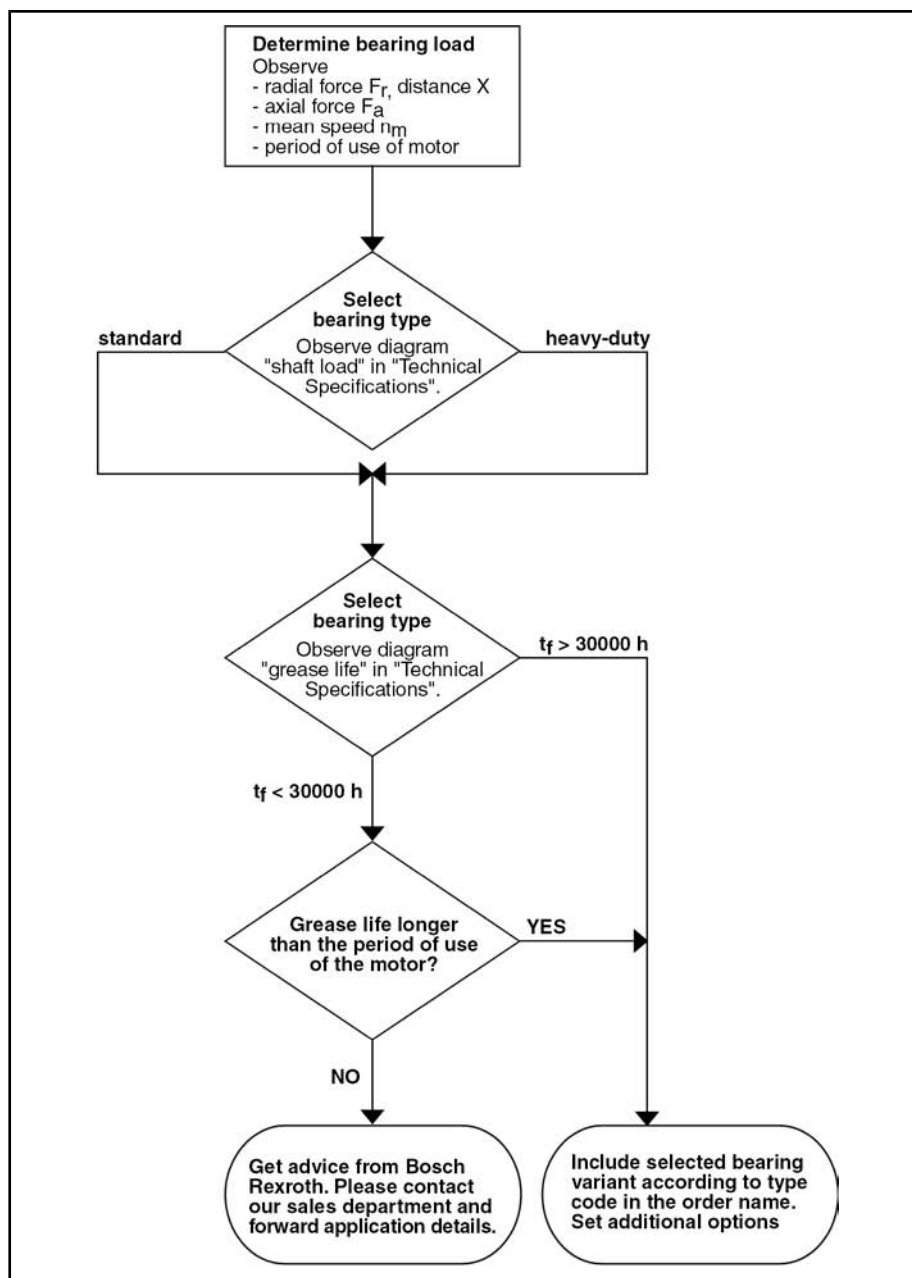 Determine bearing load
Observe
- radial force Fr, distance X
- axial force Fa
- mean speed nm
- period of use of motor
Select
bearing type
Observe diagram
"shaft load" in "Technical
Specifications".
standard
heavy-duty
Select
bearing type
Observe diagram
"grease life" in "Technical
Specifications".
tf > 30000 h
tf < 30000 h
Grease life longer
than the period of use
of the motor?
YES
NO
Get advice from Bosch
Rexroth. Please contact
our sales department and
forward application details.
Include selected bearing
variant according to type
code in the order name.
Set additional options